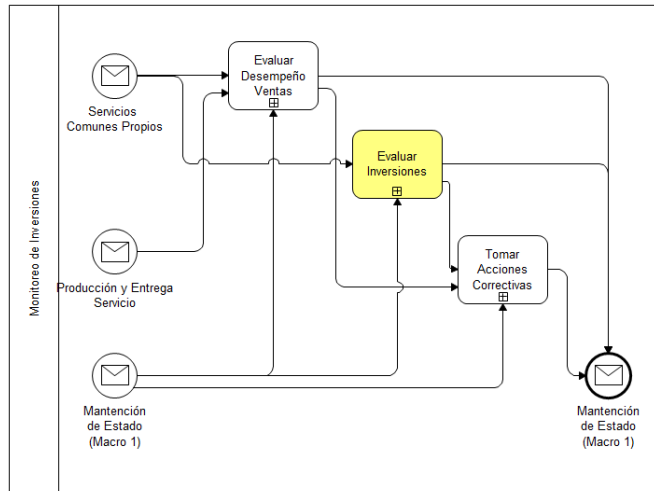 Monitoreo de Inversiones
Servicios
Comunes Propios
Evaluar
Desempeño
Ventas
Evaluar
Inversiones
Producción y Entrega
Servicio
Tomar
Acciones
Correctivas
Mantención
de Estado
(Macro 1)
Mantención
de Estado
(Macro 1)